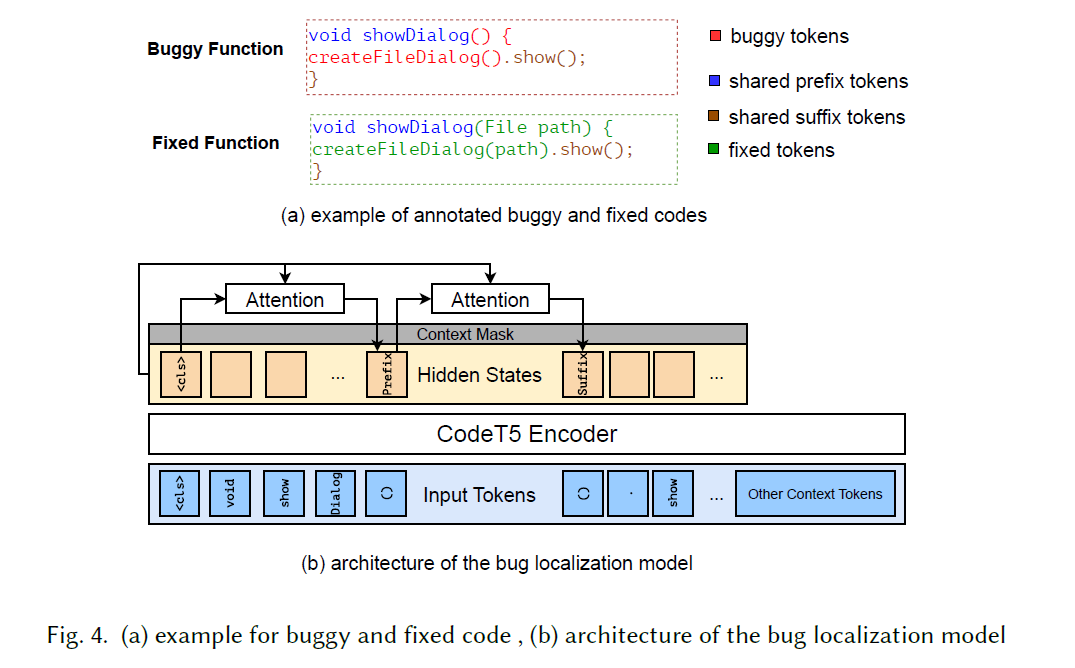 Buggy Function
void showDialog() {
createFileDialog().show();
}
buggy tokens
shared prefix tokens
shared suffix tokens
fixed tokens
Fixed Function
void showDialog(File path) {
createFileDialog(path).show();
}
(a) example of annotated buggy and fixed codes
Attention
Attention
Context Mask
<cls>
...
Prefix
Hidden States
Suffix
...
CodeT5 Encoder
<cls>
void
show
Dialog
()
Input Tokens
()
.
show
...
Other Context Tokens
(b) architecture of the bug localization model
Fig. 4. (a) example for buggy and fixed code , (b) architecture of the bug localization model